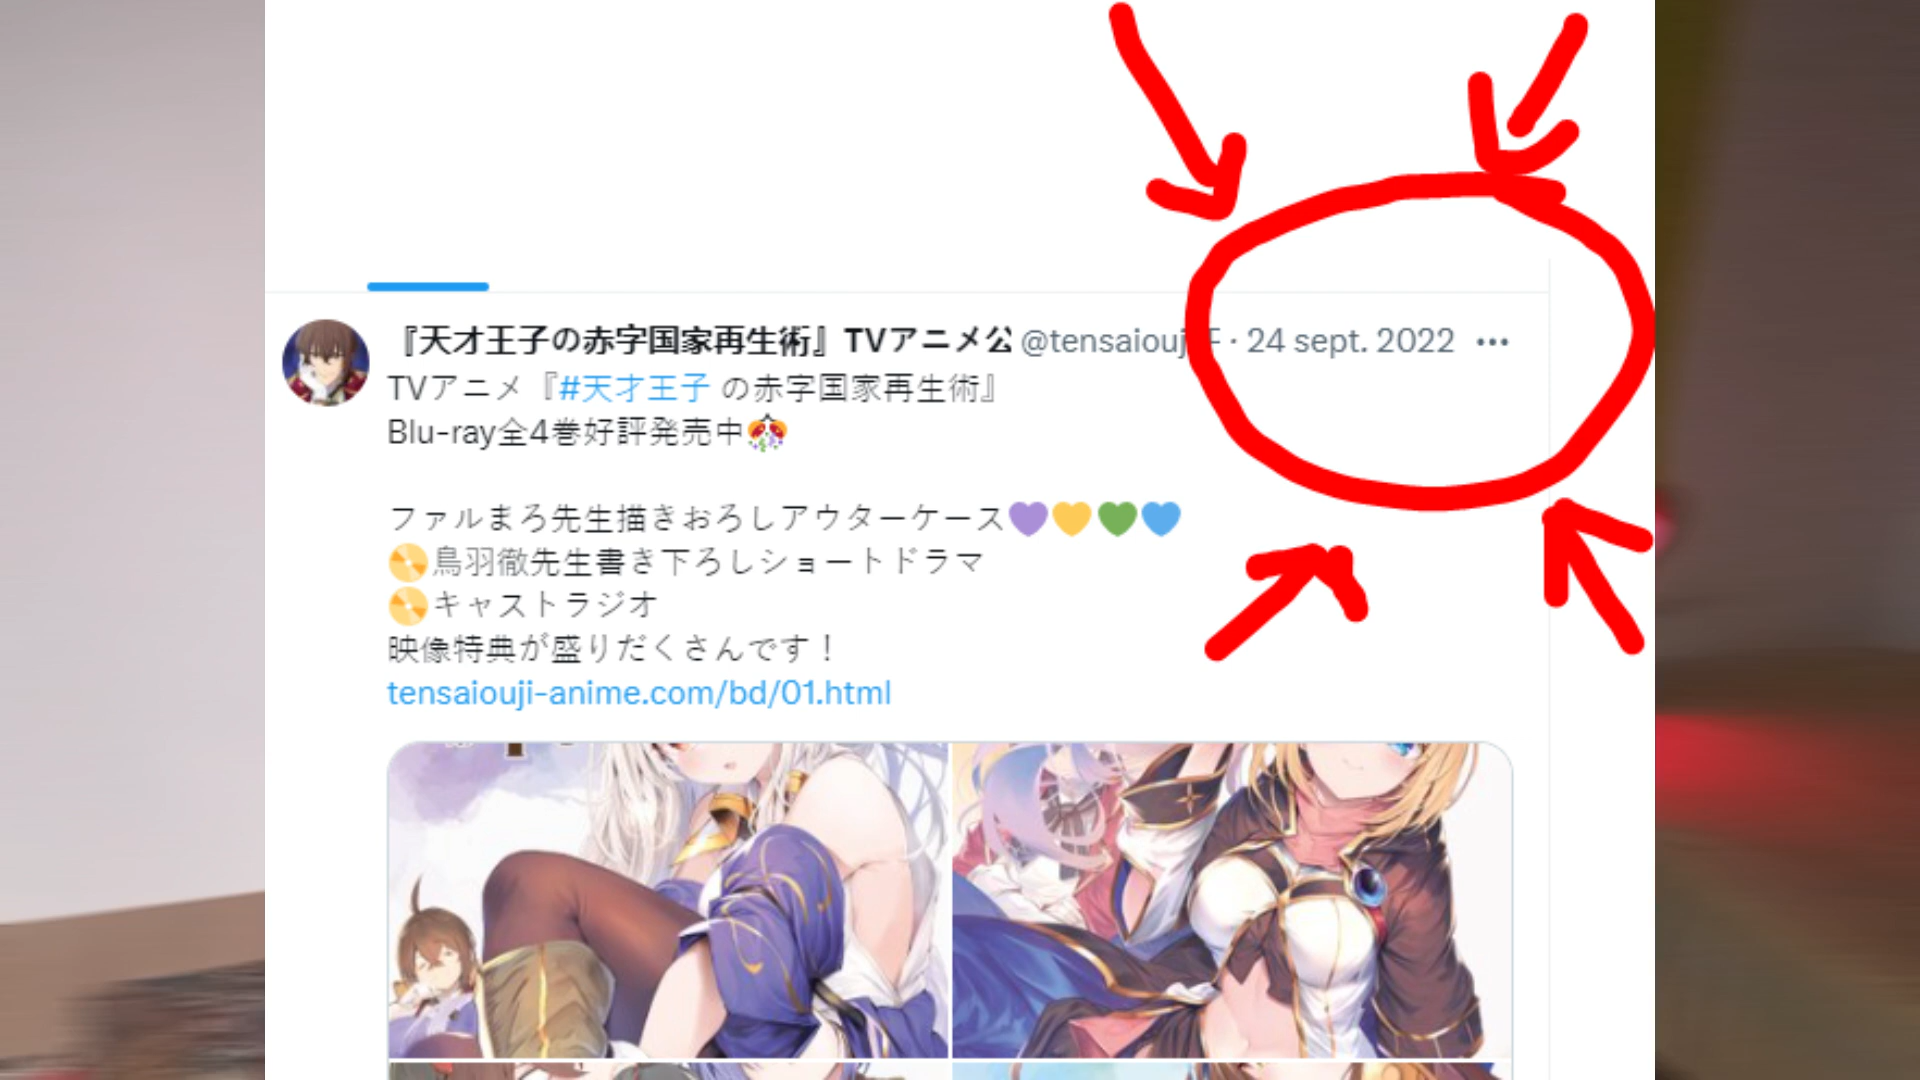 『天才王子の赤字国家再生術』TVアニメ公 @tensaiouj · 24 sept. 2022 ...
TVアニメ『#天才王子 の赤字国家再生術』
Blu-ray全4巻好評発売中🎊
ファルまろ先生描きおろしアウターケース💜💛💚💙
📀鳥羽徹先生書き下ろしショートドラマ
📀キャストラジオ
映像特典が盛りだくさんです！
tensaiouji-anime.com/bd/01.html